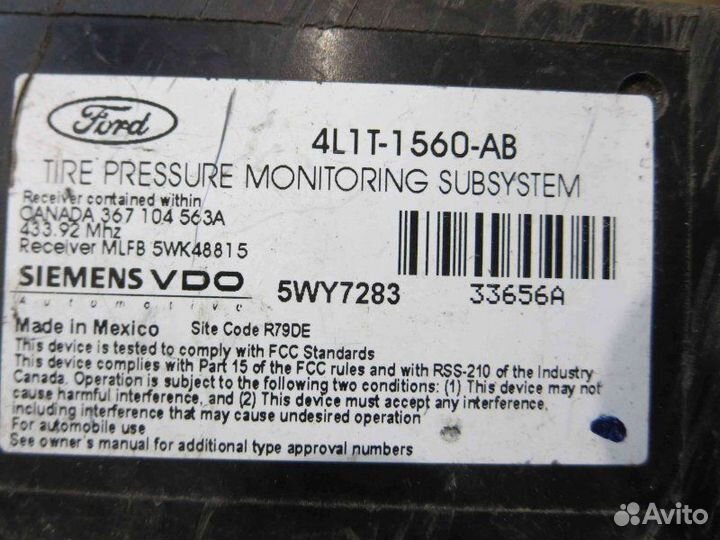 Ford
4L1T-1560-AB
TIRE PRESSURE MONITORING SUBSYSTEM
Receiver contained within
CANADA 367 104 563A
433.92 Mhz
Receiver MLFB 5WK48815
SIEMENS VDO
Automotive
5WY7283
33656A
Made in Mexico Site Code R79DE
This device is tested to comply with FCC Standards
This device complies with Part 15 of the FCC rules and with RSS-210 of the Industry
Canada. Operation is subject to the following two conditions: (1) This device may not
cause harmful interference, and (2) This device must accept any interference,
including interference that may cause undesired operation
For automobile use
See owner's manual for additional type approval numbers
Avito